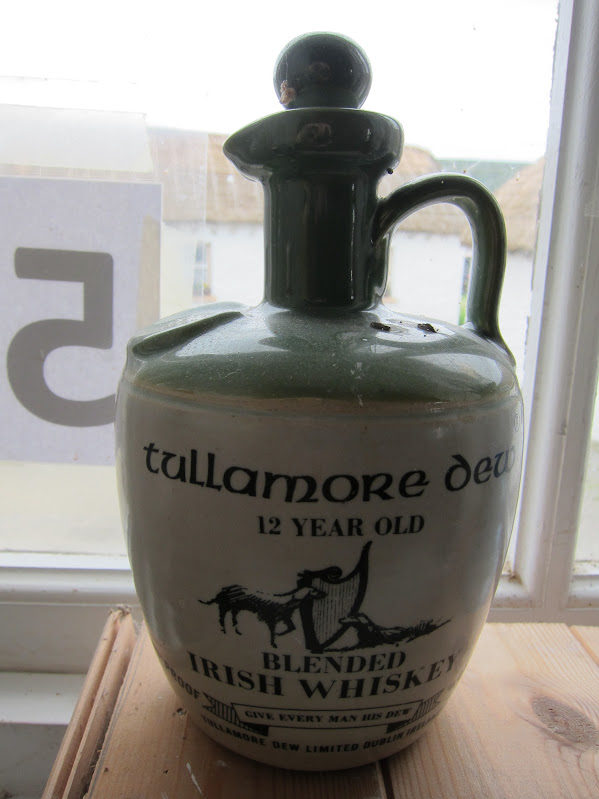 5
tullamore dew
12 YEAR OLD
BLENDED
IRISH WHISKEY
PROOF
GIVE EVERY MAN HIS DEW
TULLAMORE DEW LIMITED DUBLIN